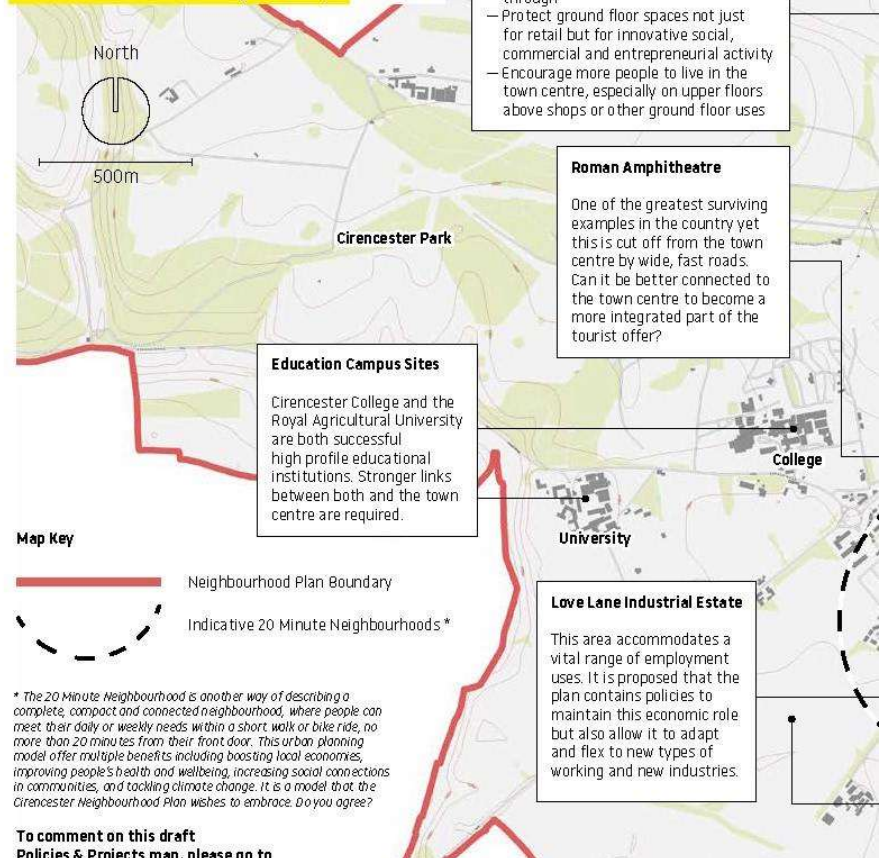 through
— Protect ground floor spaces not just
for retail but for innovative social,
commercial and entrepreneurial activity
— Encourage more people to live in the
town centre, especially on upper floors
above shops or other ground floor uses
North
500m
Roman Amphitheatre
One of the greatest surviving
examples in the country yet
this is cut off from the town
centre by wide, fast roads.
Can it be better connected to
the town centre to become a
more integrated part of the
tourist offer?
Cirencester Park
Education Campus Sites
Cirencester College and the
Royal Agricultural University
are both successful
high profile educational
institutions. Stronger links
between both and the town
centre are required.
College
University
Map Key
Neighbourhood Plan Boundary
Indicative 20 Minute Neighbourhoods *
Love Lane Industrial Estate
This area accommodates a
vital range of employment
uses. It is proposed that the
plan contains policies to
maintain this economic role
but also allow it to adapt
and flex to new types of
working and new industries.
* The 20 Minute Neighbourhood is another way of describing a
complete, compact and connected neighbourhood, where people can
meet their daily or weekly needs within a short walk or bike ride, no
more than 20 minutes from their front door. This urban planning
model offer multiple benefits including boosting local economies,
improving people's health and wellbeing, increasing social connections
in communities, and tackling climate change. It is a model that the
Cirencester Neighbourhood Plan wishes to embrace. Do you agree?
To comment on this draft
Policies & Projects map, please go to